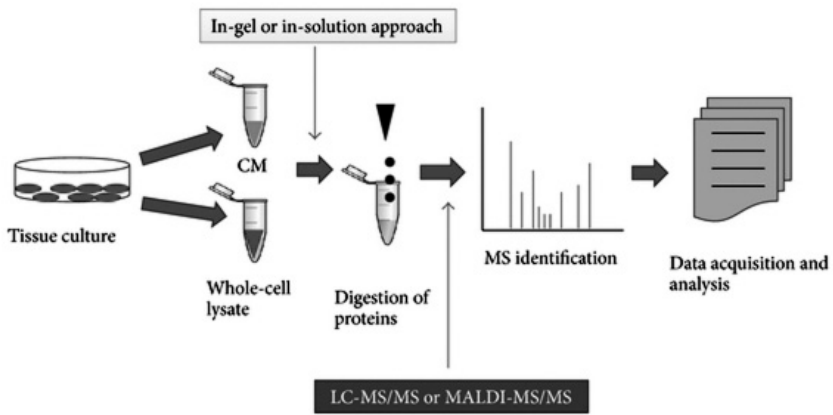 In-gel or in-solution approach
CM
Tissue culture
Whole-cell
lysate
Digestion of
proteins
MS identification
Data acquisition and
analysis
LC-MS/MS or MALDI-MS/MS